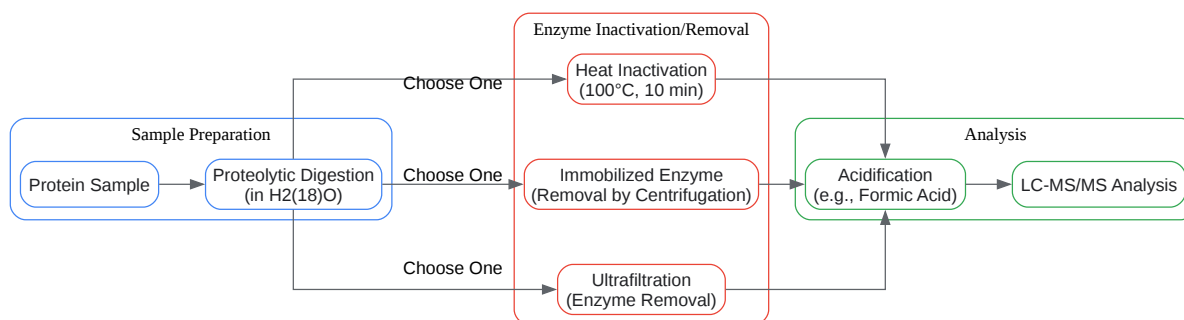 Enzyme Inactivation/Removal
Choose One
Heat Inactivation
(100°C, 10 min)
Sample Preparation
Analysis
Protein Sample
Proteolytic Digestion
(in H2(18)O)
Choose One
Immobilized Enzyme
(Removal by Centrifugation)
Acidification
(e.g., Formic Acid)
LC-MS/MS Analysis
Choose One
Ultrafiltration
(Enzyme Removal)